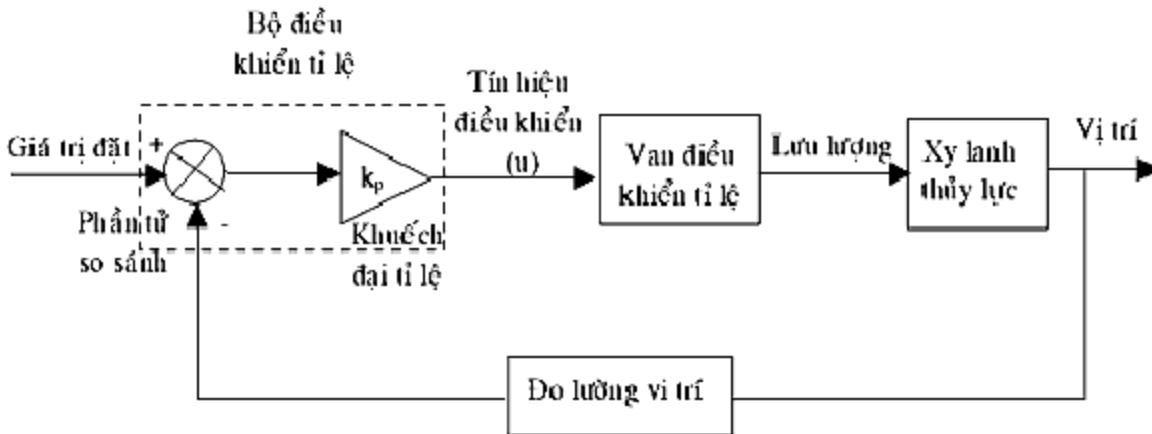 Bộ điều
khiển tỉ lệ
Tín hiệu
điều khiển
(u)
Giá trị đặt
+
kₚ
Van điều
khiển tỉ lệ
Lưu lượng
Xy lanh
thủy lực
Vị trí
Phần tử
so sánh
-
Khuếch
đại tỉ lệ
Đo lường vi trí